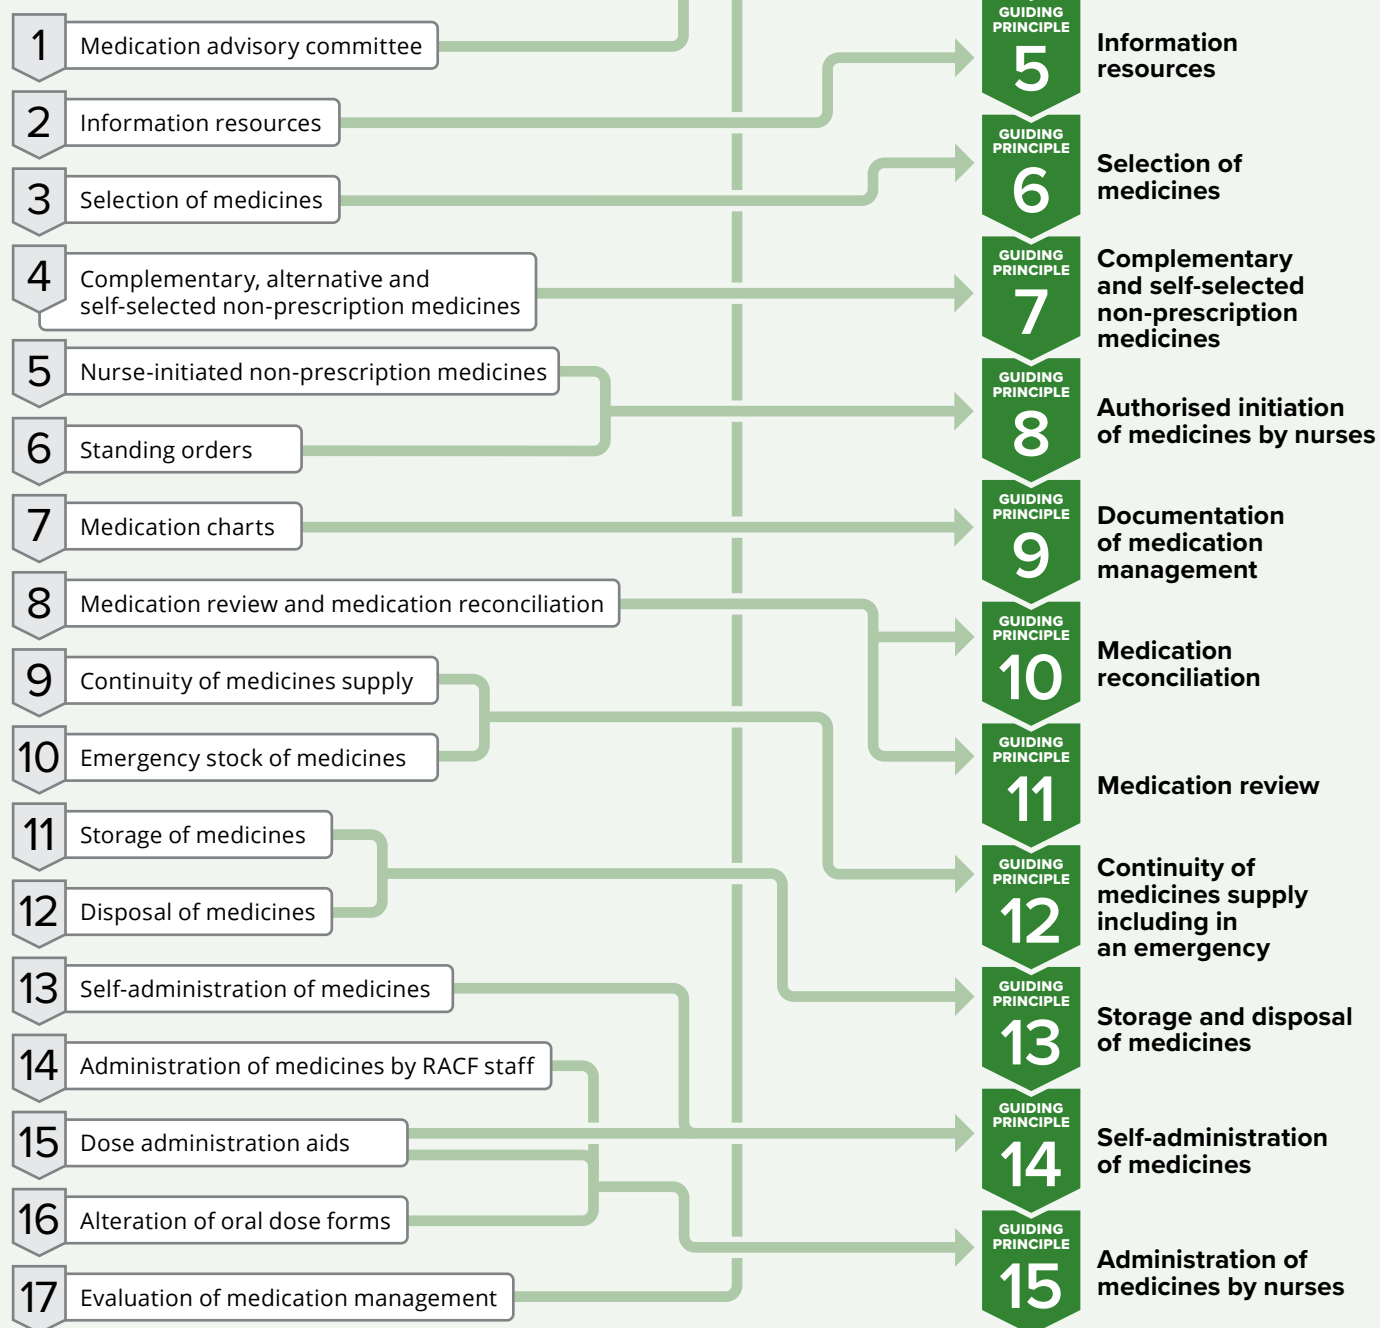 1
Medication advisory committee
2
Information resources
3
Selection of medicines
4
Complementary, alternative and
self-selected non-prescription medicines
5
Nurse-initiated non-prescription medicines
6
Standing orders
7
Medication charts
8
Medication review and medication reconciliation
9
Continuity of medicines supply
10
Emergency stock of medicines
11
Storage of medicines
12
Disposal of medicines
13
Self-administration of medicines
14
Administration of medicines by RACF staff
15
Dose administration aids
16
Alteration of oral dose forms
17
Evaluation of medication management
GUIDING
PRINCIPLE
5
Information
resources
GUIDING
PRINCIPLE
6
Selection of
medicines
GUIDING
PRINCIPLE
7
Complementary
and self-selected
non-prescription
medicines
GUIDING
PRINCIPLE
8
Authorised initiation
of medicines by nurses
GUIDING
PRINCIPLE
9
Documentation
of medication
management
GUIDING
PRINCIPLE
10
Medication
reconciliation
GUIDING
PRINCIPLE
11
Medication review
GUIDING
PRINCIPLE
12
Continuity of
medicines supply
including in
an emergency
GUIDING
PRINCIPLE
13
Storage and disposal
of medicines
GUIDING
PRINCIPLE
14
Self-administration
of medicines
GUIDING
PRINCIPLE
15
Administration of
medicines by nurses